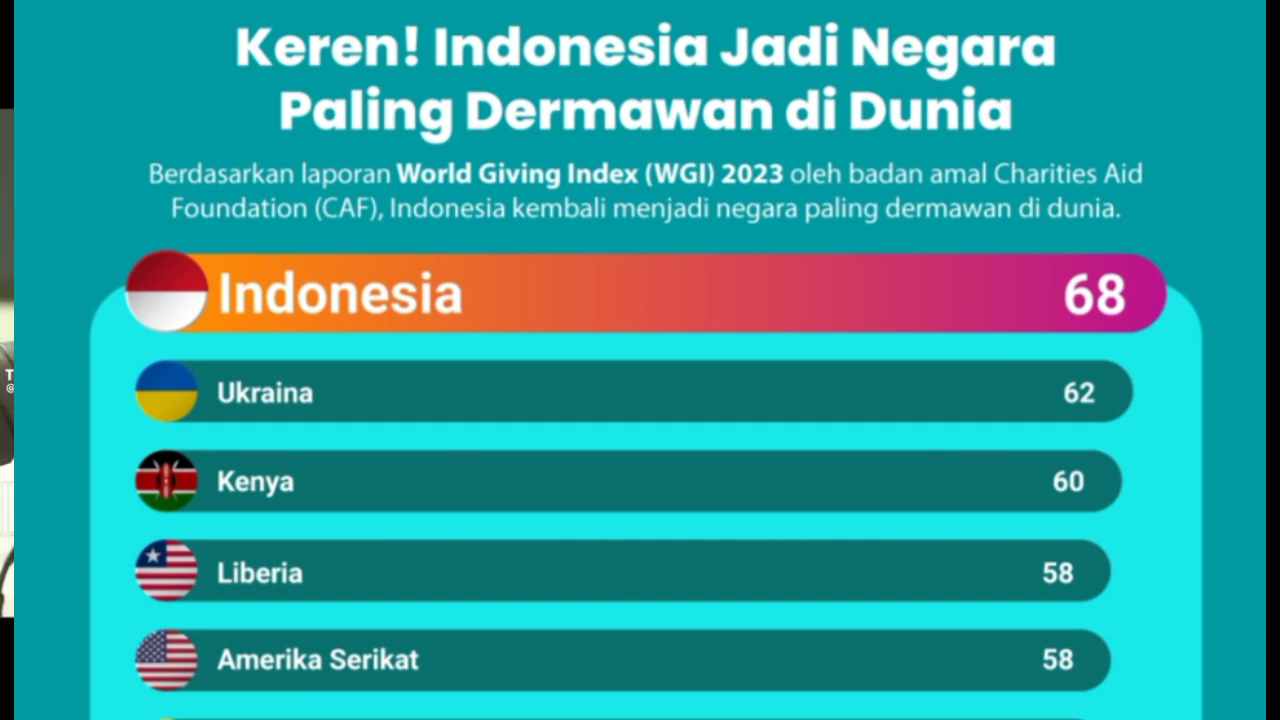 Keren! Indonesia Jadi Negara
Paling Dermawan di Dunia
Berdasarkan laporan World Giving Index (WGI) 2023 oleh badan amal Charities Aid
Foundation (CAF), Indonesia kembali menjadi negara paling dermawan di dunia.
Indonesia 68
Ukraina 62
Kenya 60
Liberia 58
Amerika Serikat 58